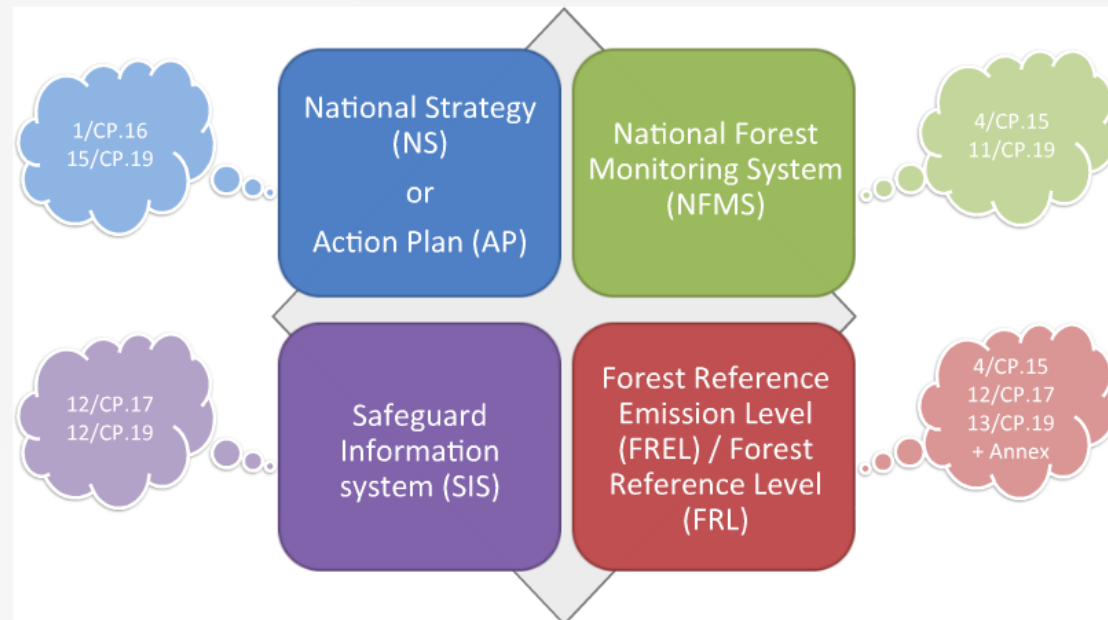 1/CP.16
15/CP.19
National Strategy
(NS)
or
Action Plan (AP)
National Forest
Monitoring System
(NFMS)
4/CP.15
11/CP.19
12/CP.17
12/CP.19
Safeguard
Information
system (SIS)
Forest Reference
Emission Level
(FREL) / Forest
Reference Level
(FRL)
4/CP.15
12/CP.17
13/CP.19
+ Annex